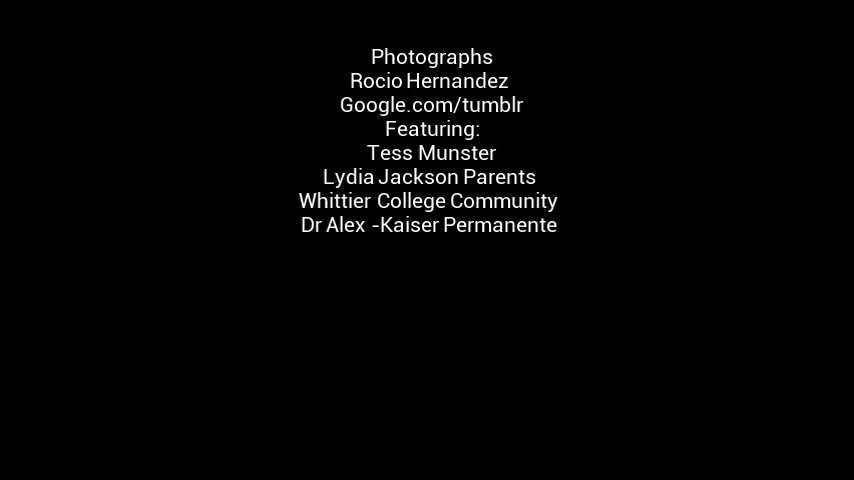 Photographs
Rocio Hernandez
Google.com/tumblr
Featuring:
Tess Munster
Lydia Jackson Parents
Whittier College Community
Dr Alex -Kaiser Permanente